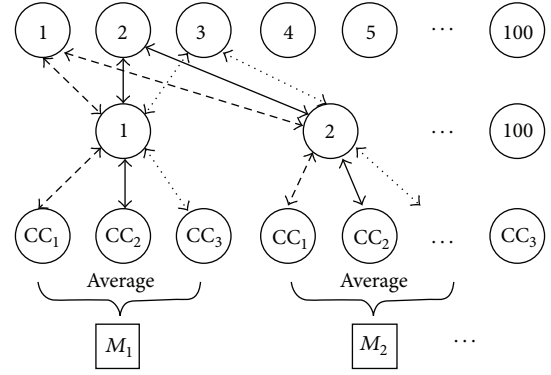 1 2 3 4 5 ⋯ 100
1 2 ⋯ 100
CC₁ CC₂ CC₃ CC₁ CC₂ ⋯ CC₃
Average Average
M₁ M₂ ⋯